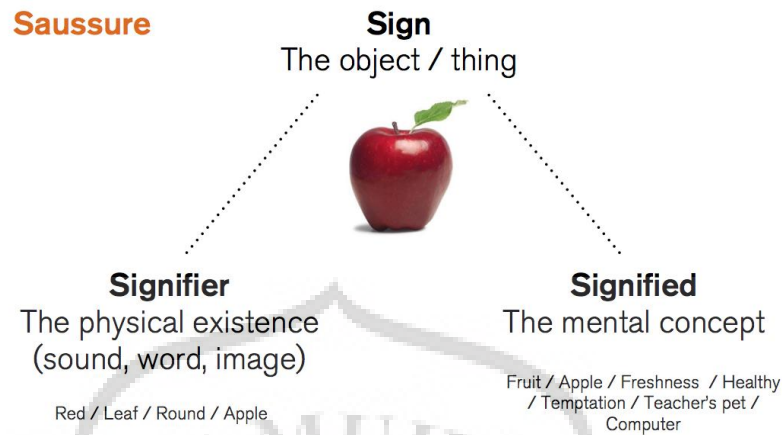 Saussure
Sign
The object / thing
Signifier
The physical existence
(sound, word, image)
Red / Leaf / Round / Apple
Signified
The mental concept
Fruit / Apple / Freshness / Healthy
/ Temptation / Teacher's pet /
Computer